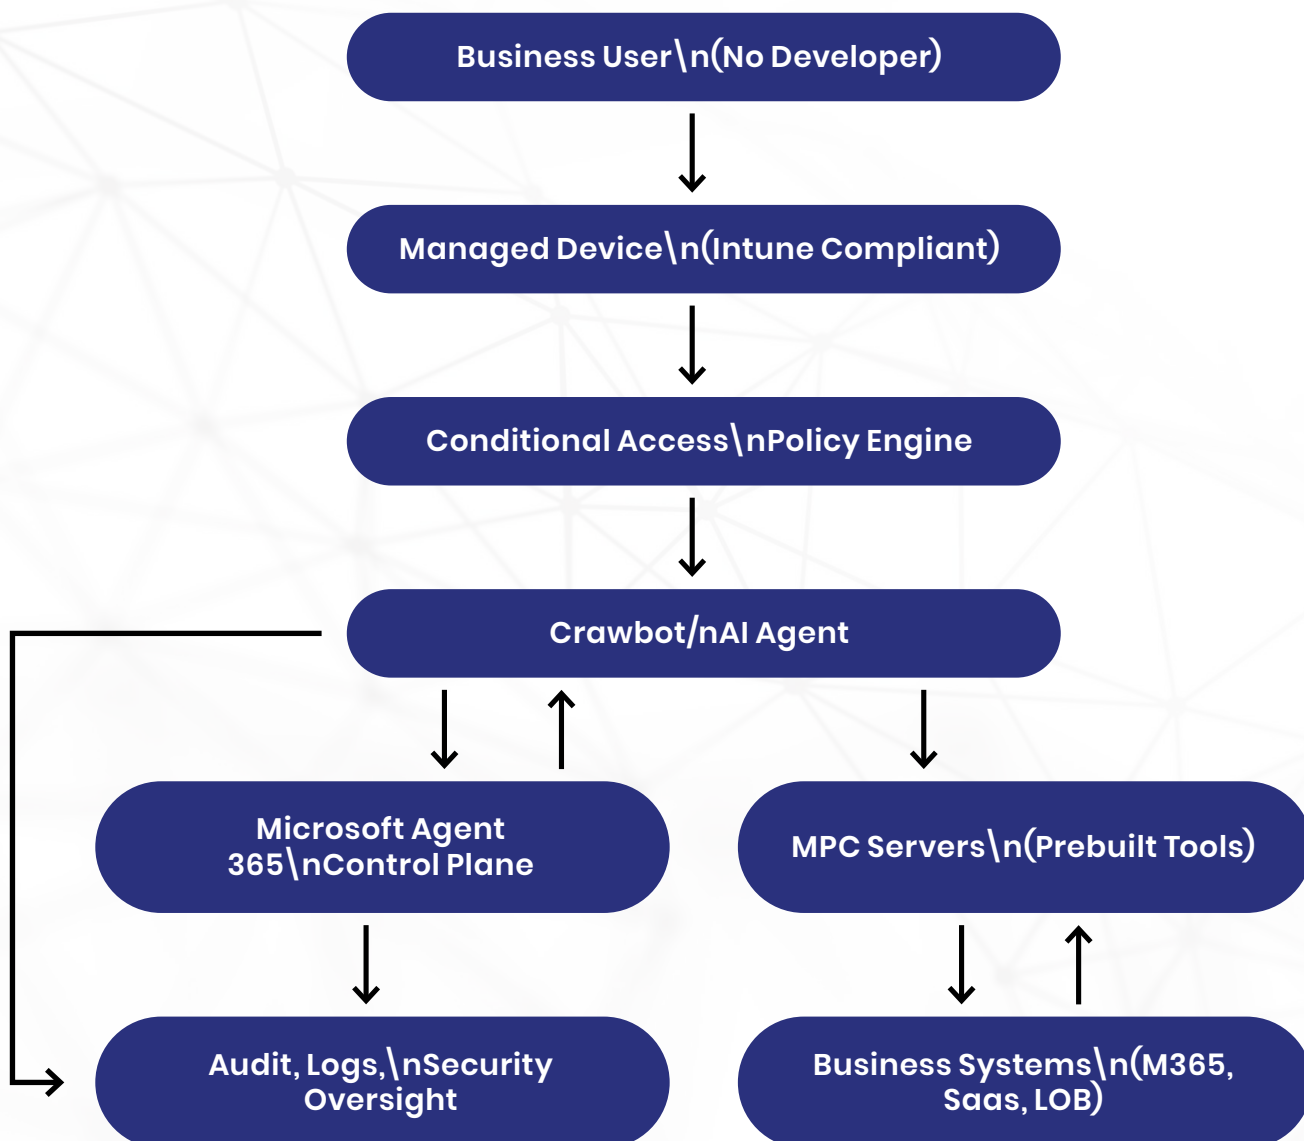 Business User\n(No Developer)
Managed Device\n(Intune Compliant)
Conditional Access\nPolicy Engine
Crawbot/nAI Agent
Microsoft Agent
365\nControl Plane
MPC Servers\n(Prebuilt Tools)
Audit, Logs,\nSecurity
Oversight
Business Systems\n(M365,
Saas, LOB)